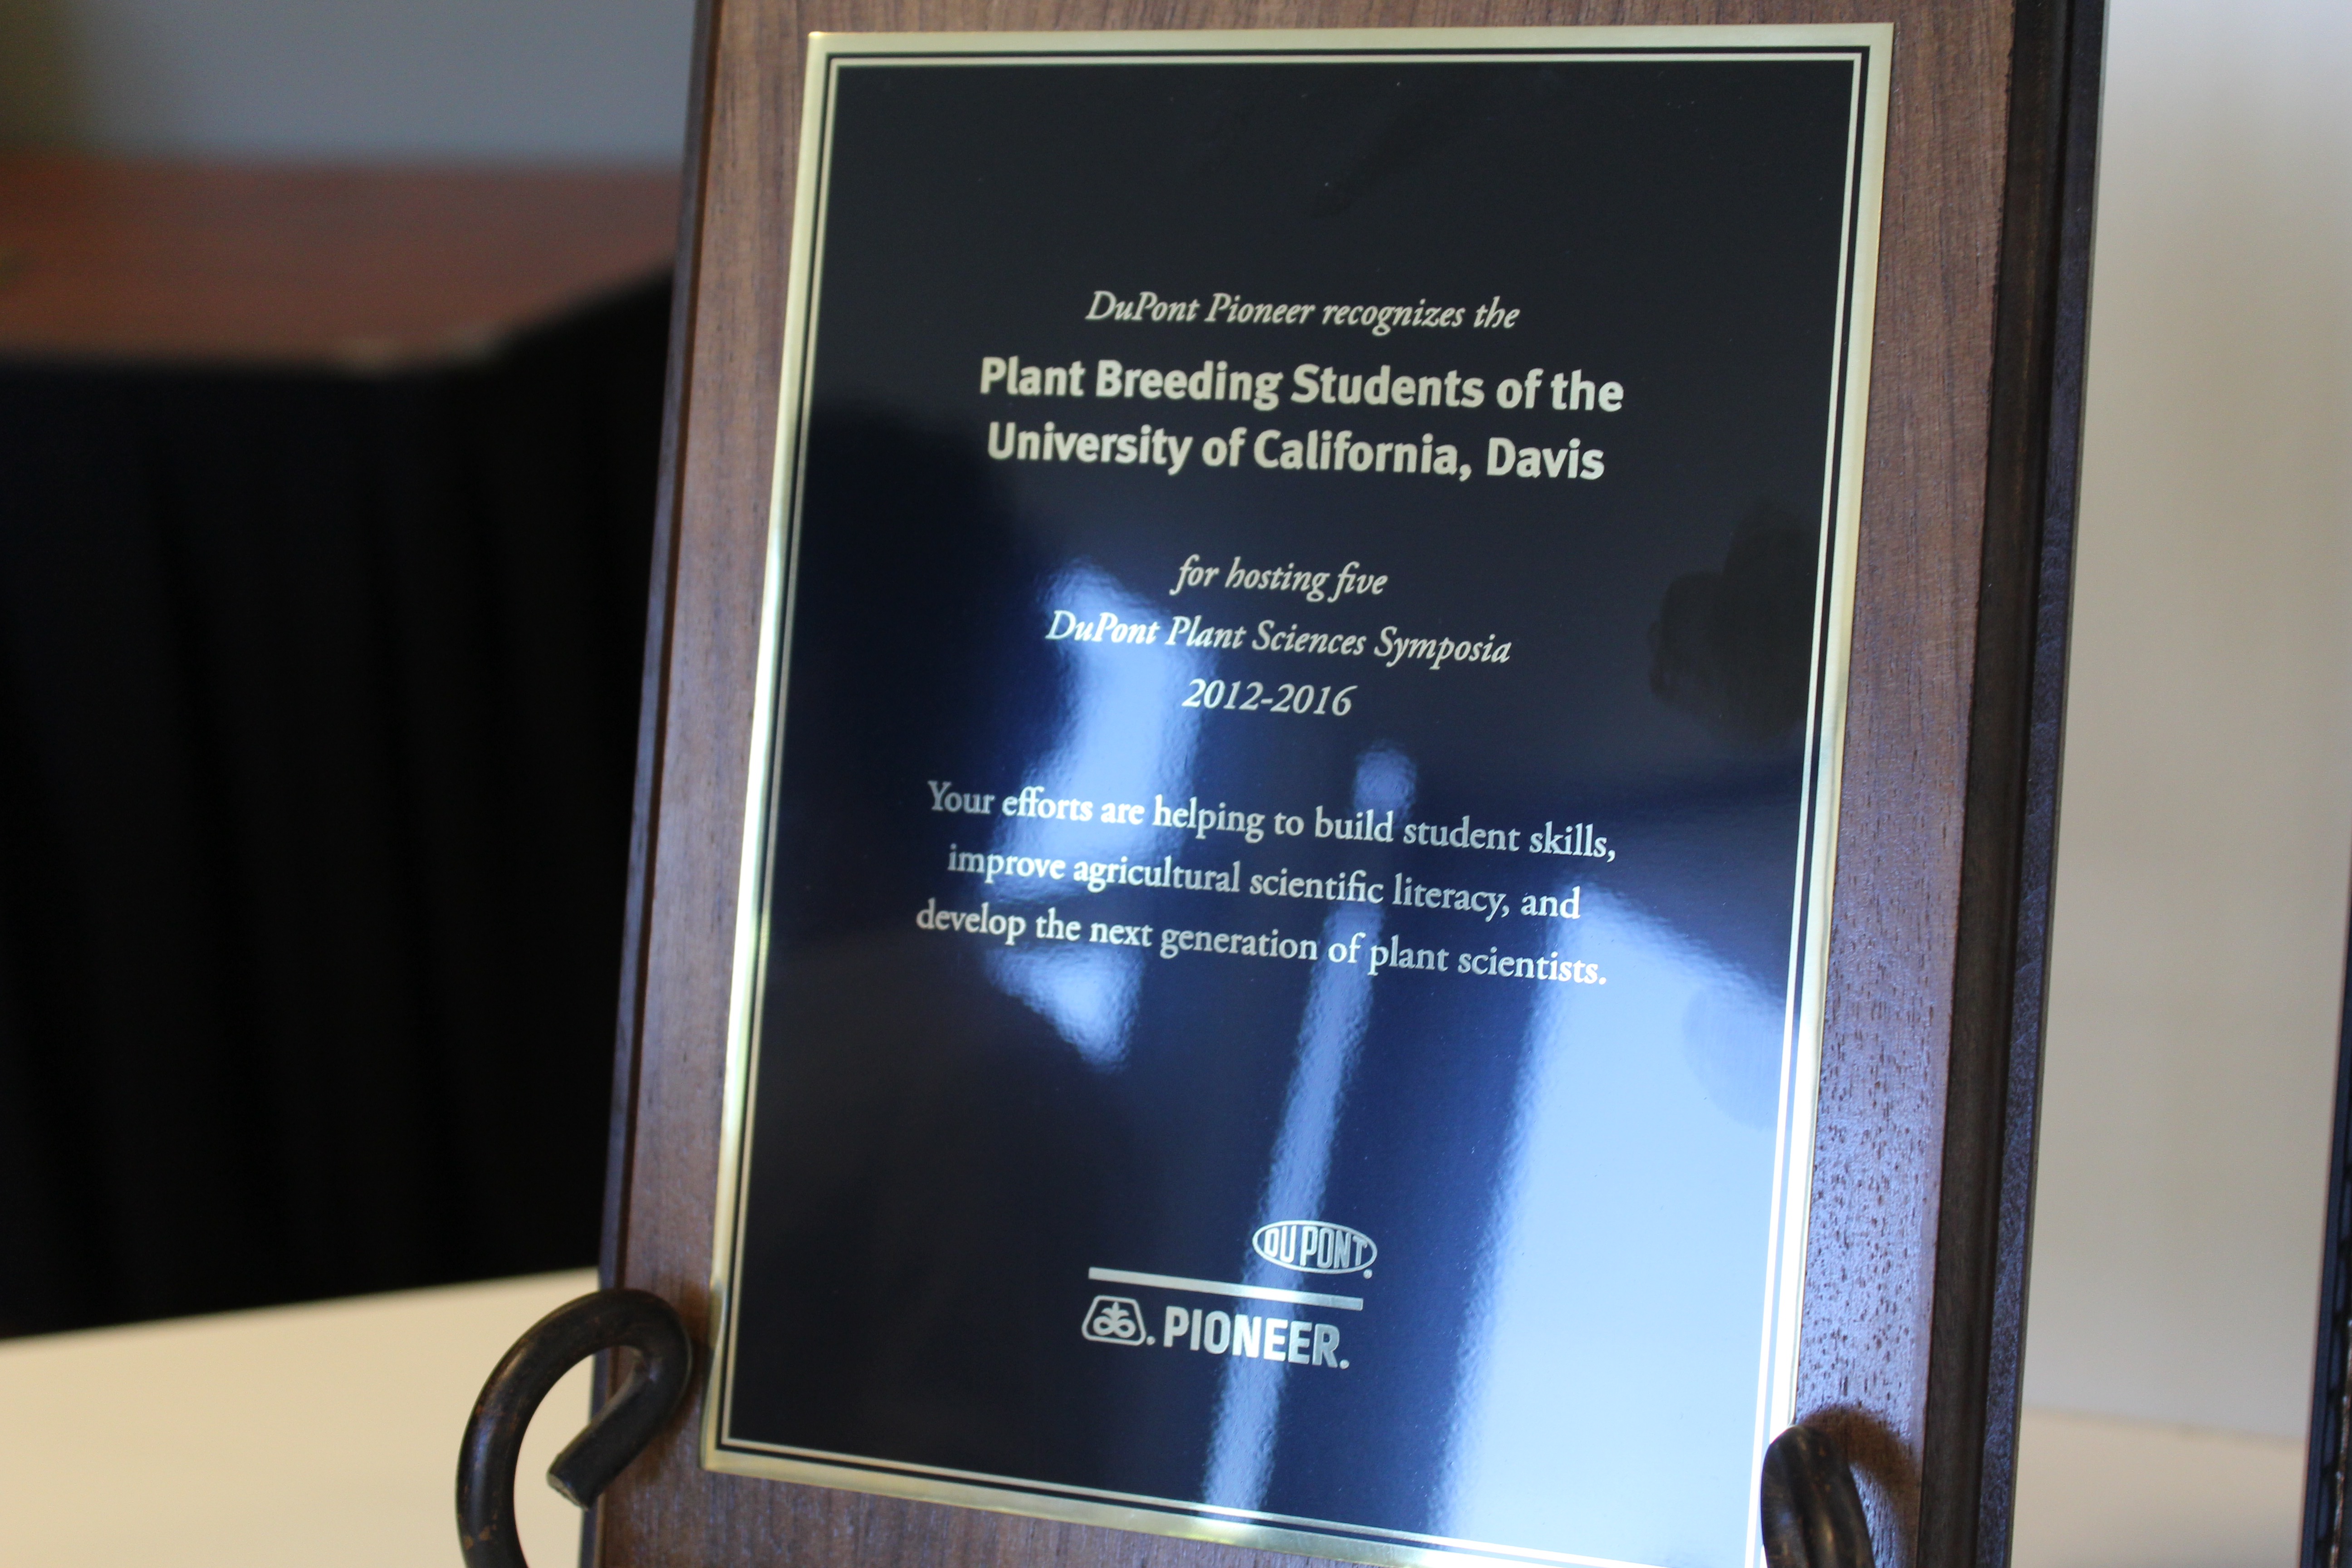 DuPont Pioneer recognizes the
Plant Breeding Students of the
University of California, Davis
for hosting five
DuPont Plant Sciences Symposia
2012-2016
Your efforts are helping to build student skills,
improve agricultural scientific literacy, and
develop the next generation of plant scientists.
DUPONT®
®PIONEER®